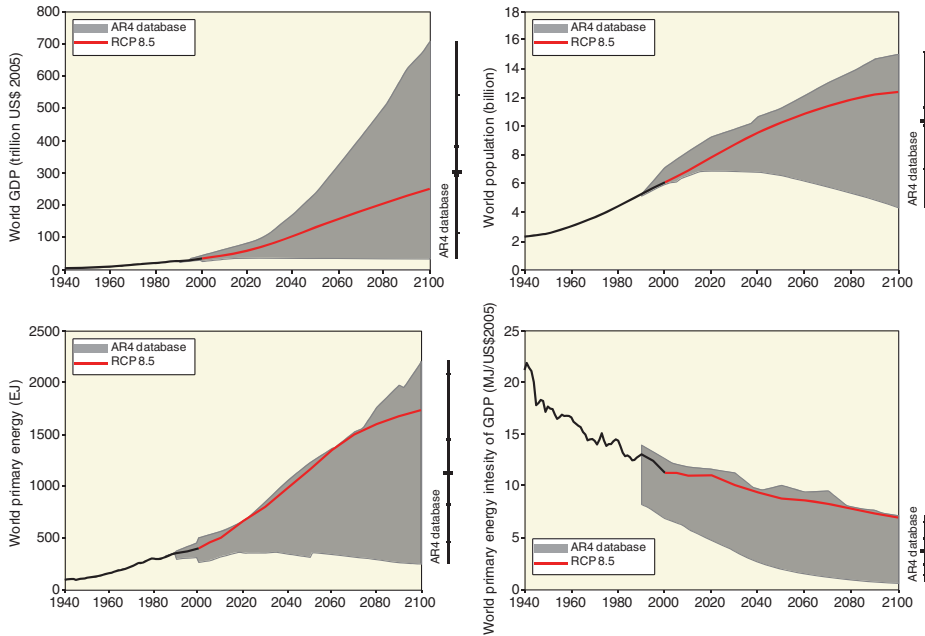 World GDP (trillion US$ 2005)
800
700
600
500
400
300
200
100
0
AR4 database
RCP 8.5
1940 1960 1980 2000 2020 2040 2060 2080 2100
AR4 database
World population (billion)
18
16
14
12
10
8
6
4
2
0
AR4 database
RCP 8.5
1940 1960 1980 2000 2020 2040 2060 2080 2100
AR4 database
World primary energy (EJ)
2500
2000
1500
1000
500
0
AR4 database
RCP 8.5
1940 1960 1980 2000 2020 2040 2060 2080 2100
AR4 database
World primary energy intesity of GDP (MJ/US$2005)
25
20
15
10
5
0
AR4 database
RCP 8.5
1940 1960 1980 2000 2020 2040 2060 2080 2100
AR4 database